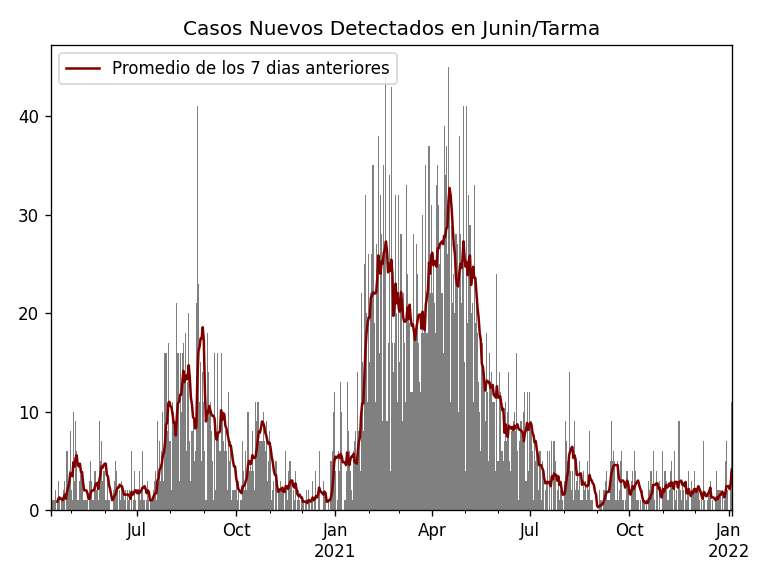 Casos Nuevos Detectados en Junin/Tarma
Promedio de los 7 dias anteriores
40
30
20
10
0
Jul Oct Jan Apr Jul Oct Jan
2021 2022